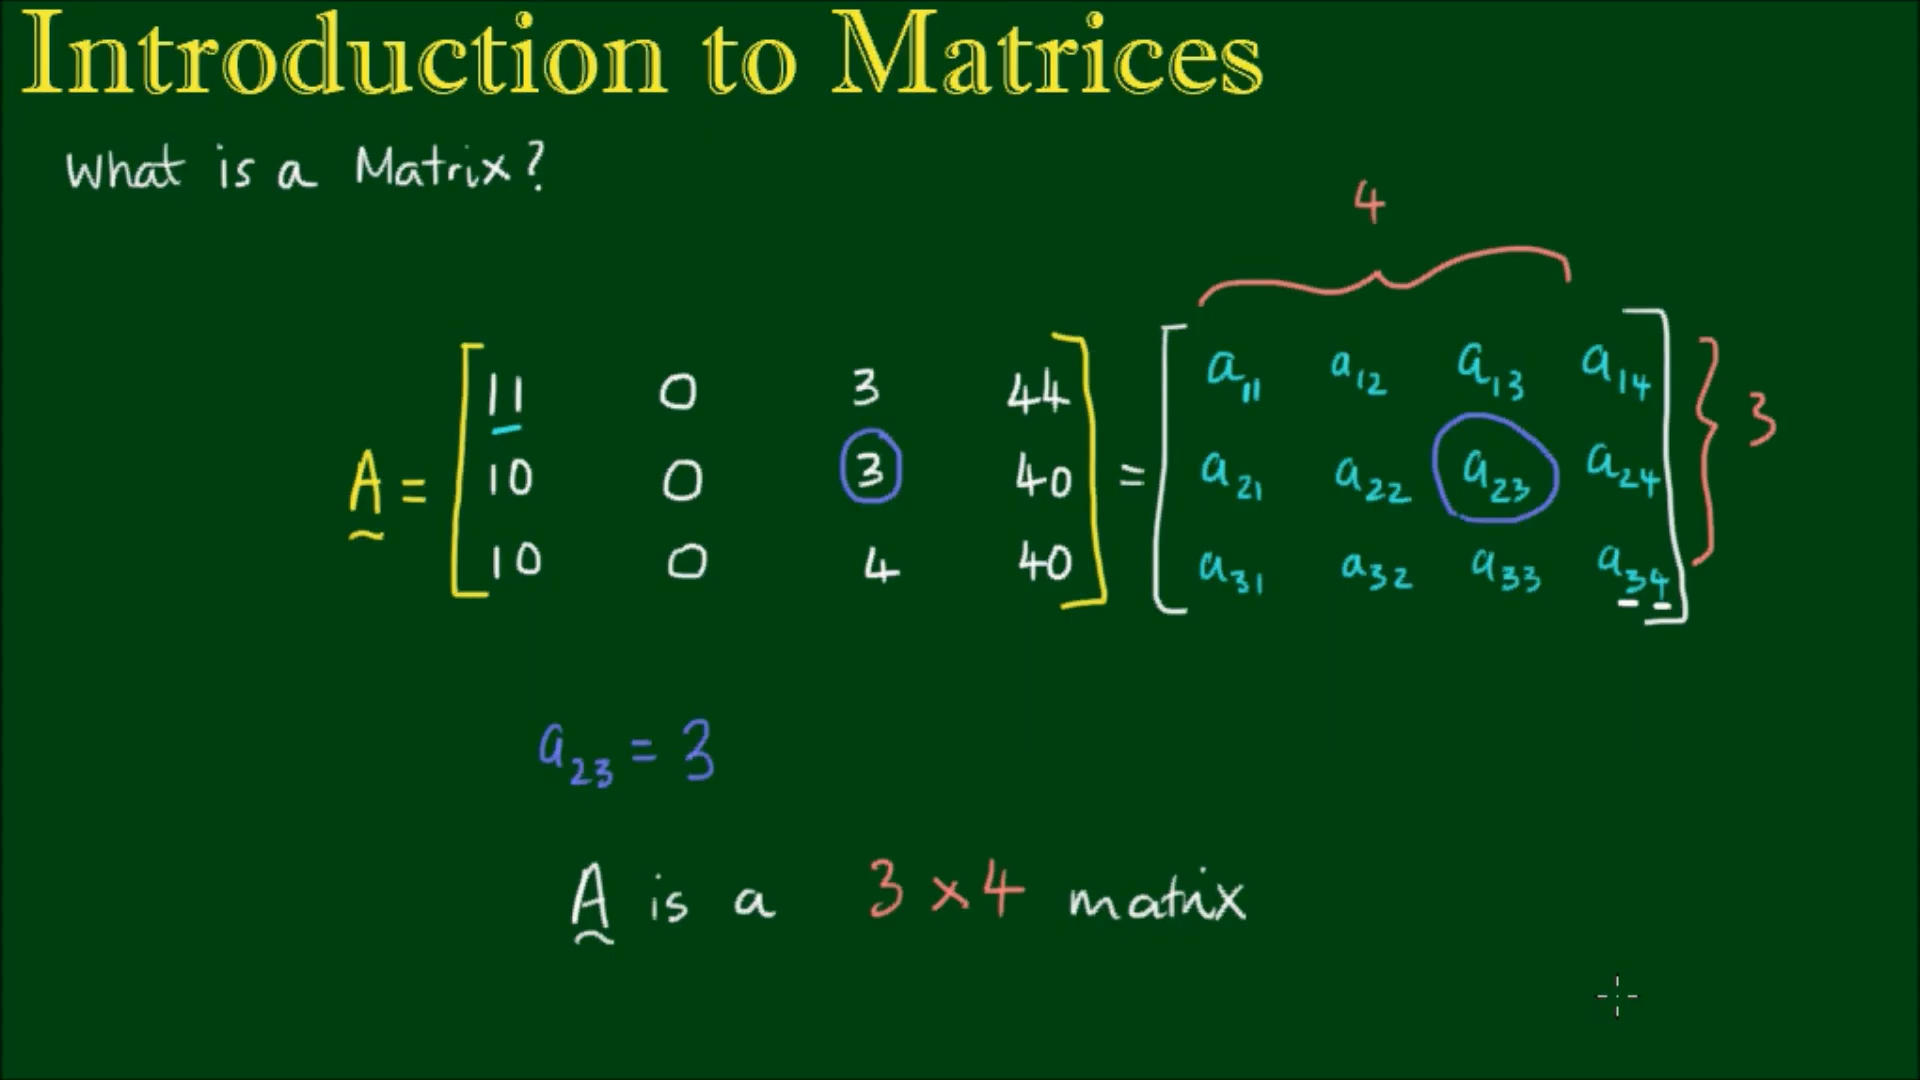 Introduction to Matrices
What is a Matrix?
4
11 0 3 44 a11 a12 a13 a14
A = 10 0 3 40 = a21 a22 a23 a24 3
10 0 4 40 a31 a32 a33 a34
a23 = 3
A is a 3 × 4 matrix